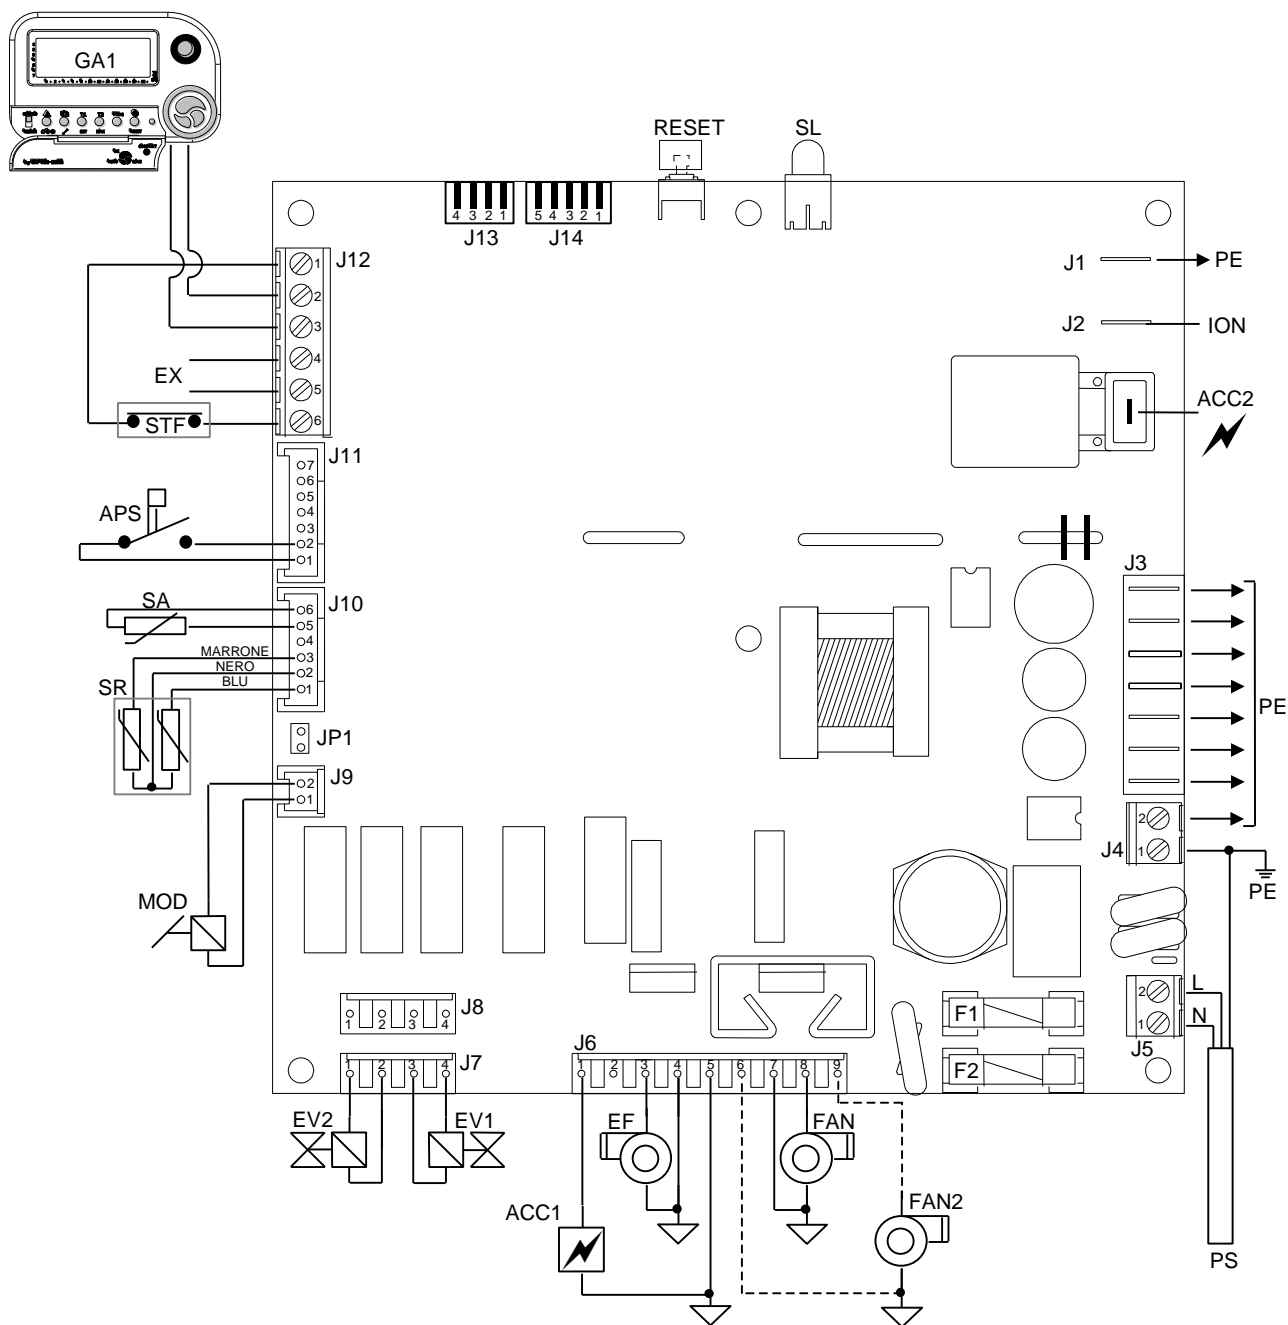 GA1
RESET
SL
4 3 2 1
5 4 3 2 1
J13
J14
J12
1
2
3
4
5
6
EX
STF
J1
PE
J2
ION
ACC2
J11
7
6
5
4
3
2
1
APS
J3
PE
SA
J10
6
5
4
3
2
1
MARRONE
NERO
BLU
SR
JP1
J9
2
1
MOD
J4
2
1
PE
J8
1 2 3 4
J7
1 2 3 4
J6
1 2 3 4 5 6 7 8 9
F1
F2
J5
2
1
L
N
EV2
EV1
EF
FAN
ACC1
FAN2
PS